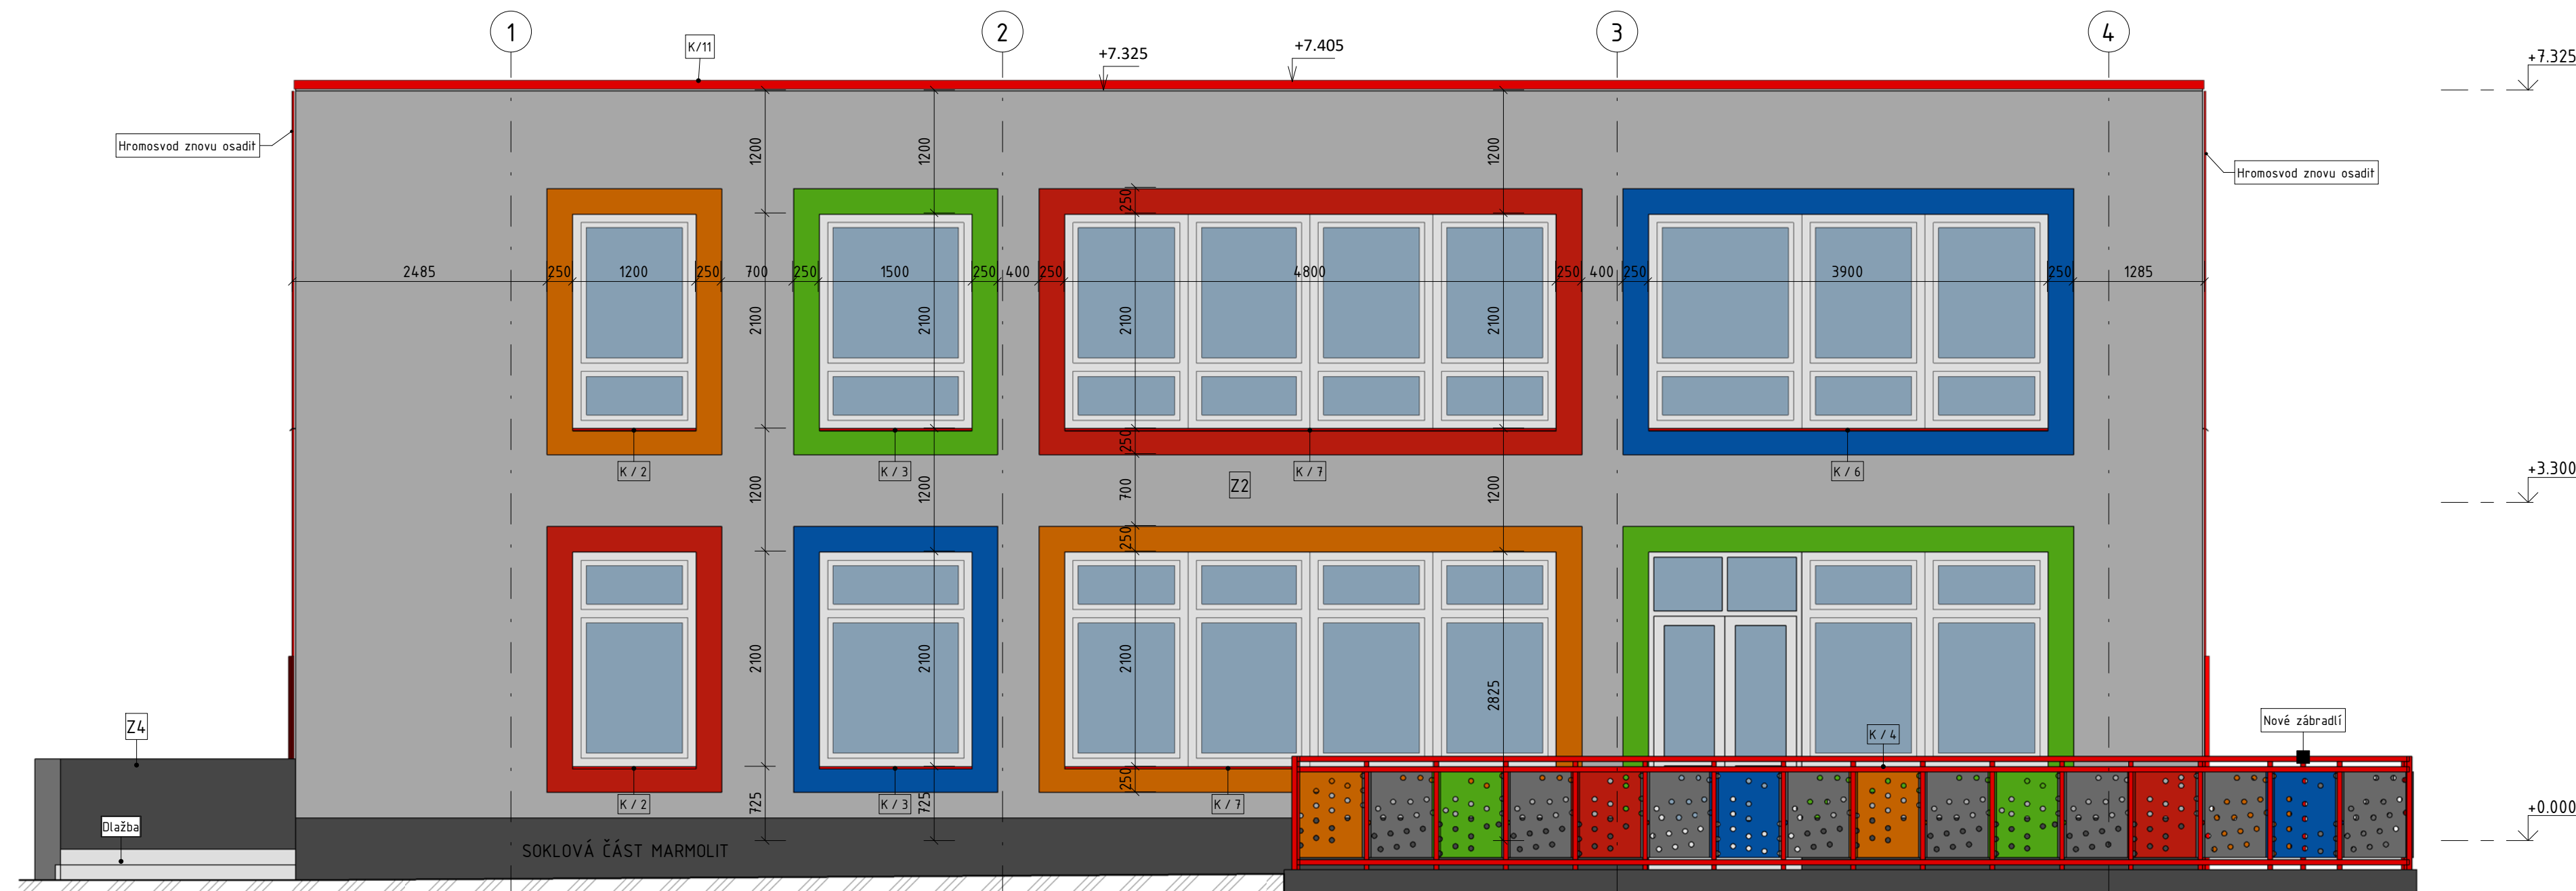 1
2
3
4
K/11
+7.325
+7.405
+7.325
Hromosvod znovu osadit
Hromosvod znovu osadit
1200
1200
1200
250
2485
250
1200
250
700
250
1500
250
400
250
4800
250
400
250
3900
250
1285
2100
2100
2100
2100
250
K / 2
K / 3
K / 7
K / 6
+3.300
Z2
1200
1200
700
1200
250
2100
2100
2100
2825
Z4
Nové zábradlí
K / 4
250
K / 2
K / 3
K / 7
725
725
+0.000
Dlažba
SOKLOVÁ ČÁST MARMOLIT